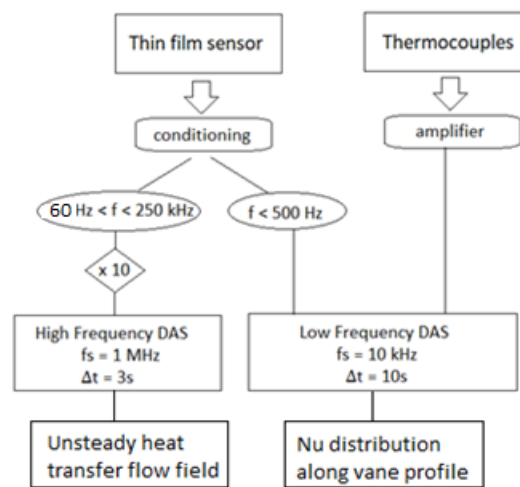 Thin film sensor
Thermocouples
conditioning
amplifier
60 Hz < f < 250 kHz
f < 500 Hz
x 10
High Frequency DAS
fs = 1 MHz
Δt = 3s
Low Frequency DAS
fs = 10 kHz
Δt = 10s
Unsteady heat
transfer flow field
Nu distribution
along vane profile